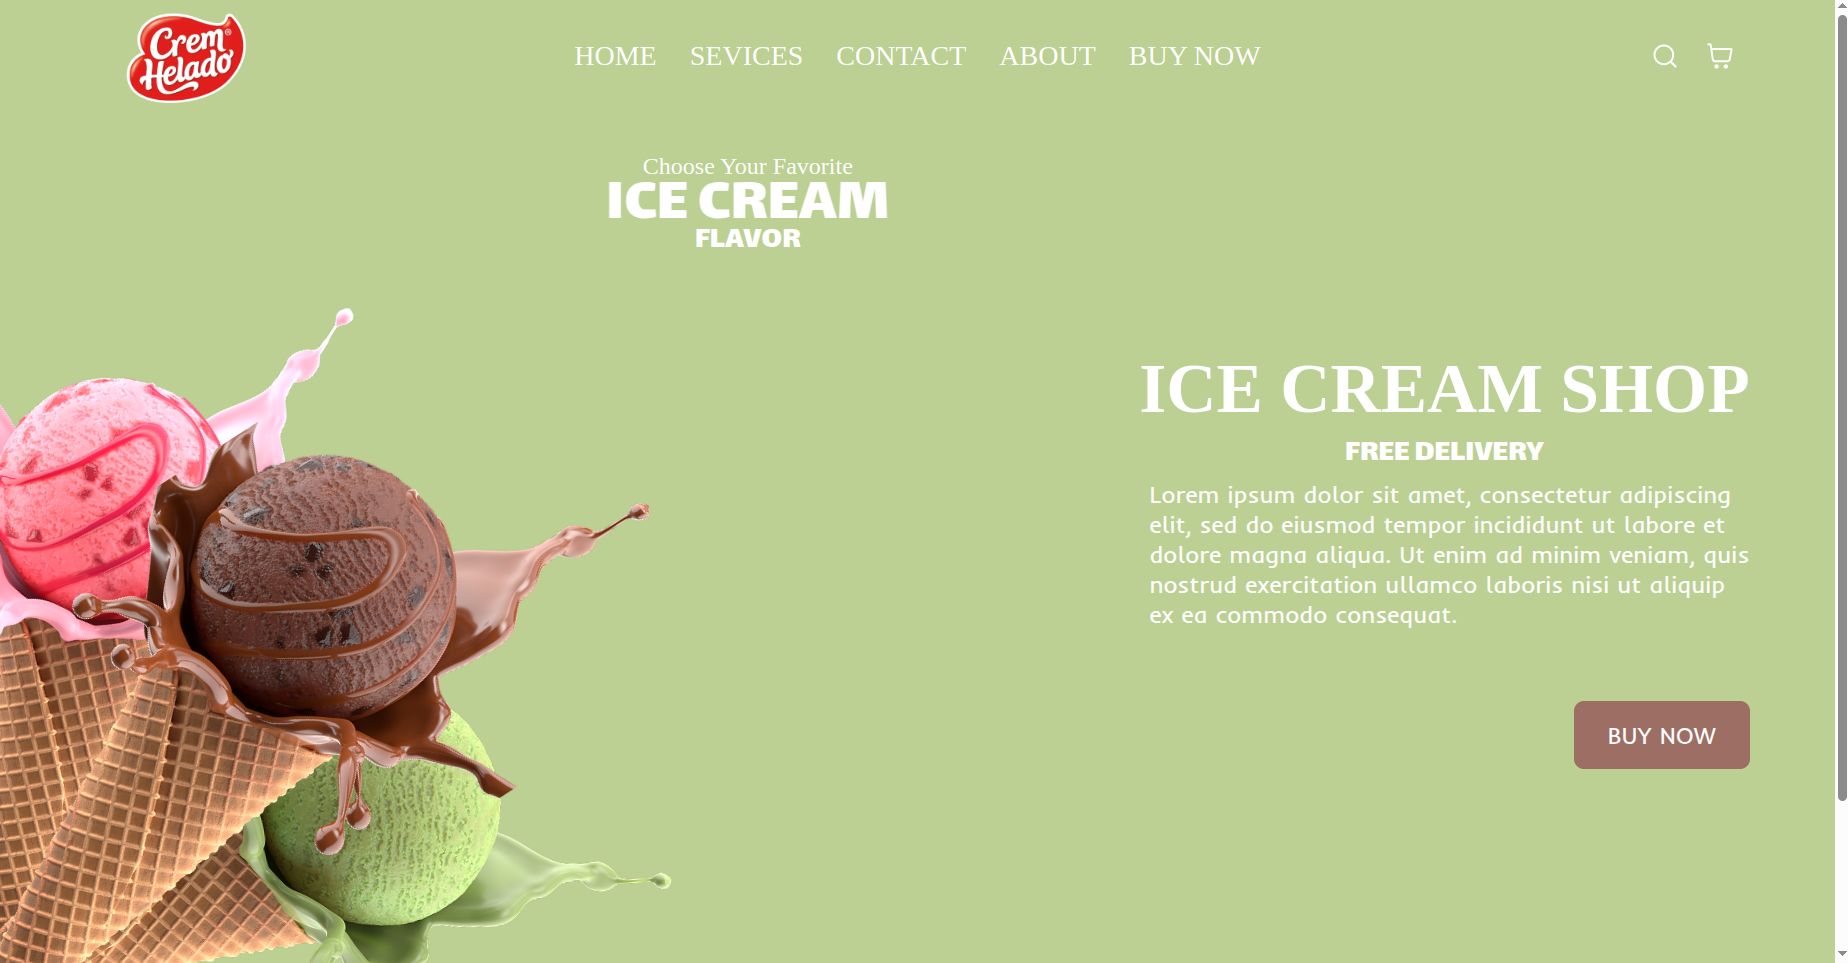 Crem®
Helado
HOME SEVICES CONTACT ABOUT BUY NOW
Choose Your Favorite
ICE CREAM
FLAVOR
ICE CREAM SHOP
FREE DELIVERY
Lorem ipsum dolor sit amet, consectetur adipiscing
elit, sed do eiusmod tempor incididunt ut labore et
dolore magna aliqua. Ut enim ad minim veniam, quis
nostrud exercitation ullamco laboris nisi ut aliquip
ex ea commodo consequat.
BUY NOW